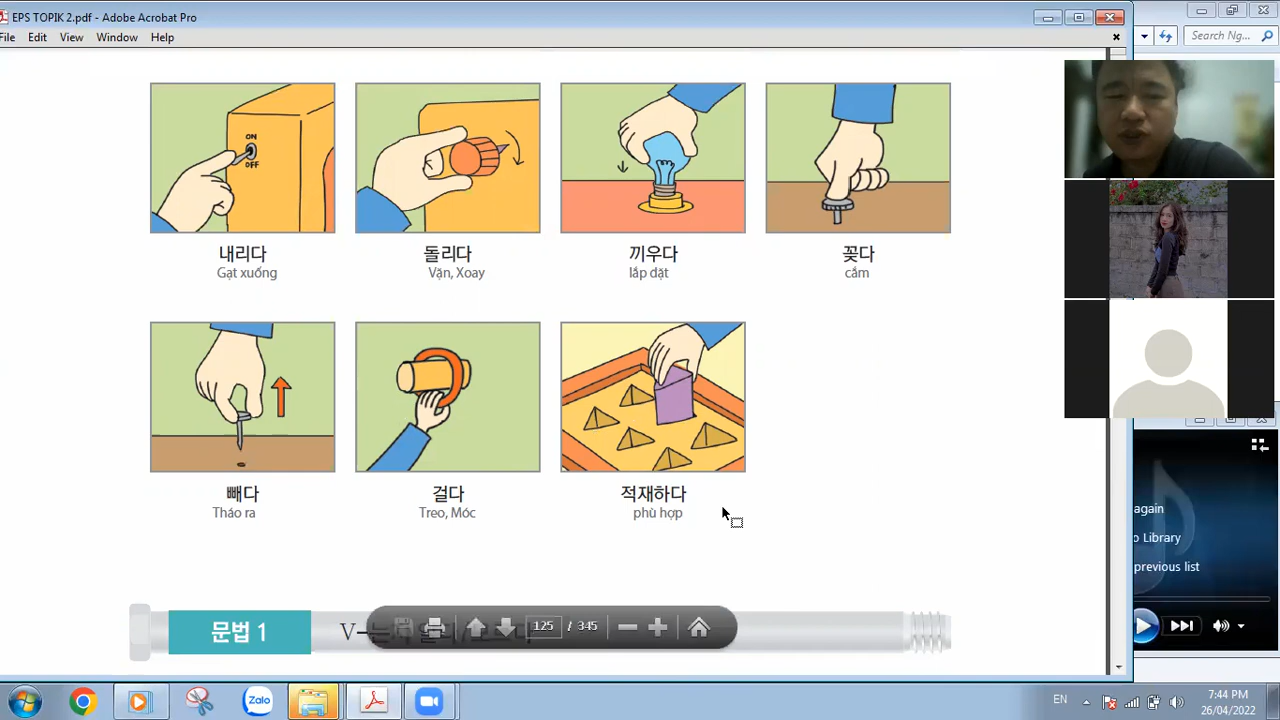 EPS TOPIK 2.pdf - Adobe Acrobat Pro
File Edit View Window Help
Search Ng...
ON
OFF
내리다 돌리다 끼우다 꽂다
Gạt xuống Vặn, Xoay lắp dặt cắm
빼다 걸다 적재하다
Tháo ra Treo, Móc phù hợp
again
o Library
previous list
문법 1 V-는
125 / 345
Zalo
EN
7:44 PM
26/04/2022